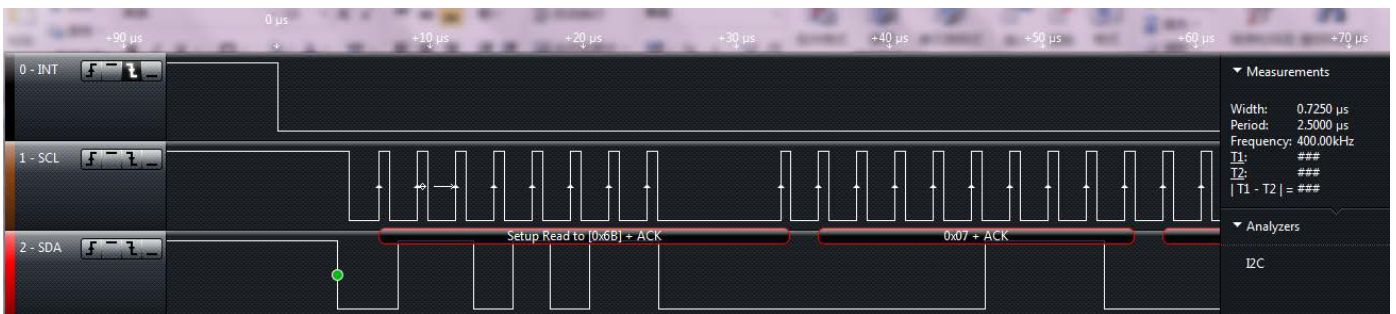 0 µs
+90 µs
+10 µs
+20 µs
+30 µs
+40 µs
+50 µs
+60 µs
+70 µs
0 - INT
1 - SCL
Setup Read to [0x6B] + ACK
0x07 + ACK
2 - SDA
Measurements
Width: 0.7250 µs
Period: 2.5000 µs
Frequency: 400.00kHz
T1: ###
T2: ###
| T1 - T2 | = ###
Analyzers
I2C